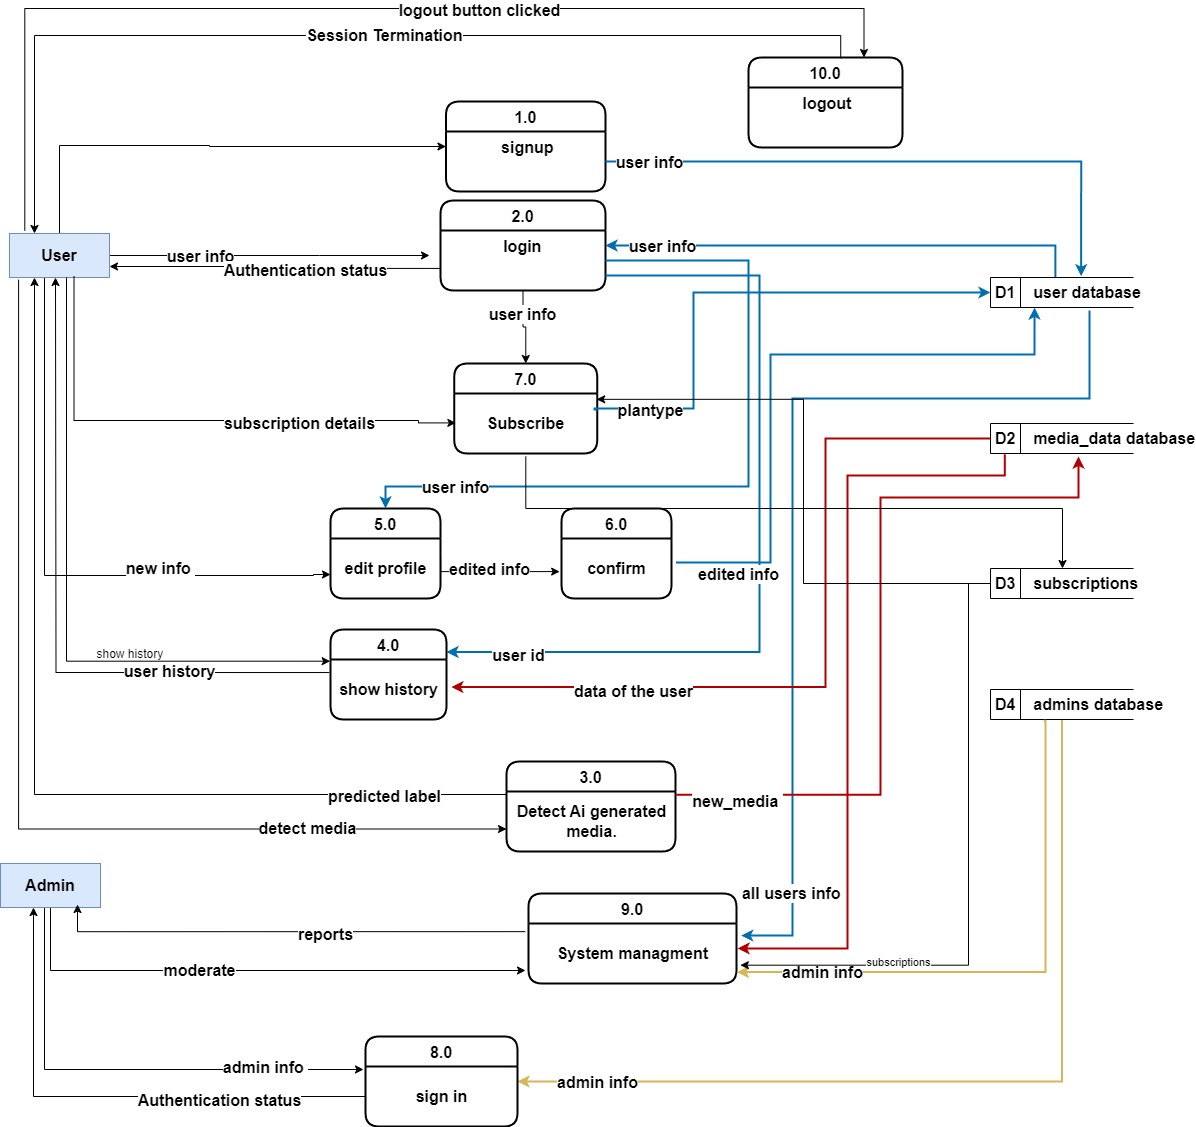 logout button clicked
Session Termination
10.0
logout
1.0
signup
user info
2.0
login
User
user info
Authentication status
user info
D1 user database
user info
7.0
Subscribe
plantype
subscription details
D2 media_data database
user info
5.0
edit profile
6.0
confirm
new info
edited info
edited info
D3 subscriptions
4.0
show history
show history
user history
user id
data of the user
D4 admins database
3.0
Detect Ai generated
media.
predicted label
new_media
detect media
Admin
all users info
9.0
System managment
reports
moderate
subscriptions
admin info
8.0
sign in
admin info
Authentication status
admin info